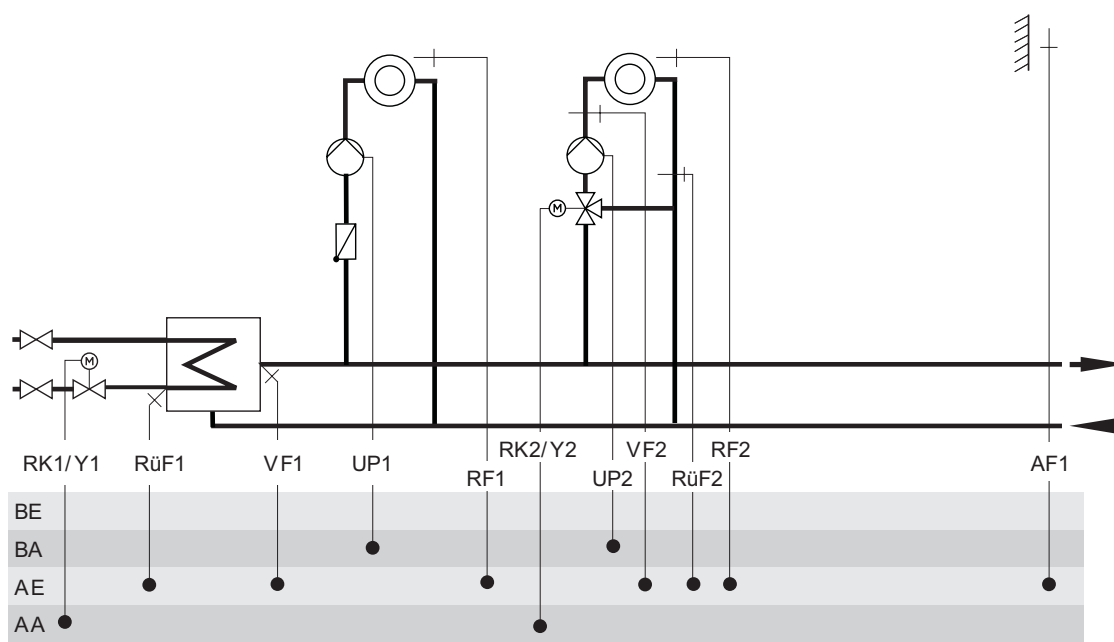 M
M
RK1/Y1 RüF1 VF1 UP1 RF1 RK2/Y2 UP2 VF2 RüF2 RF2 AF1
BE
BA
AE
AA